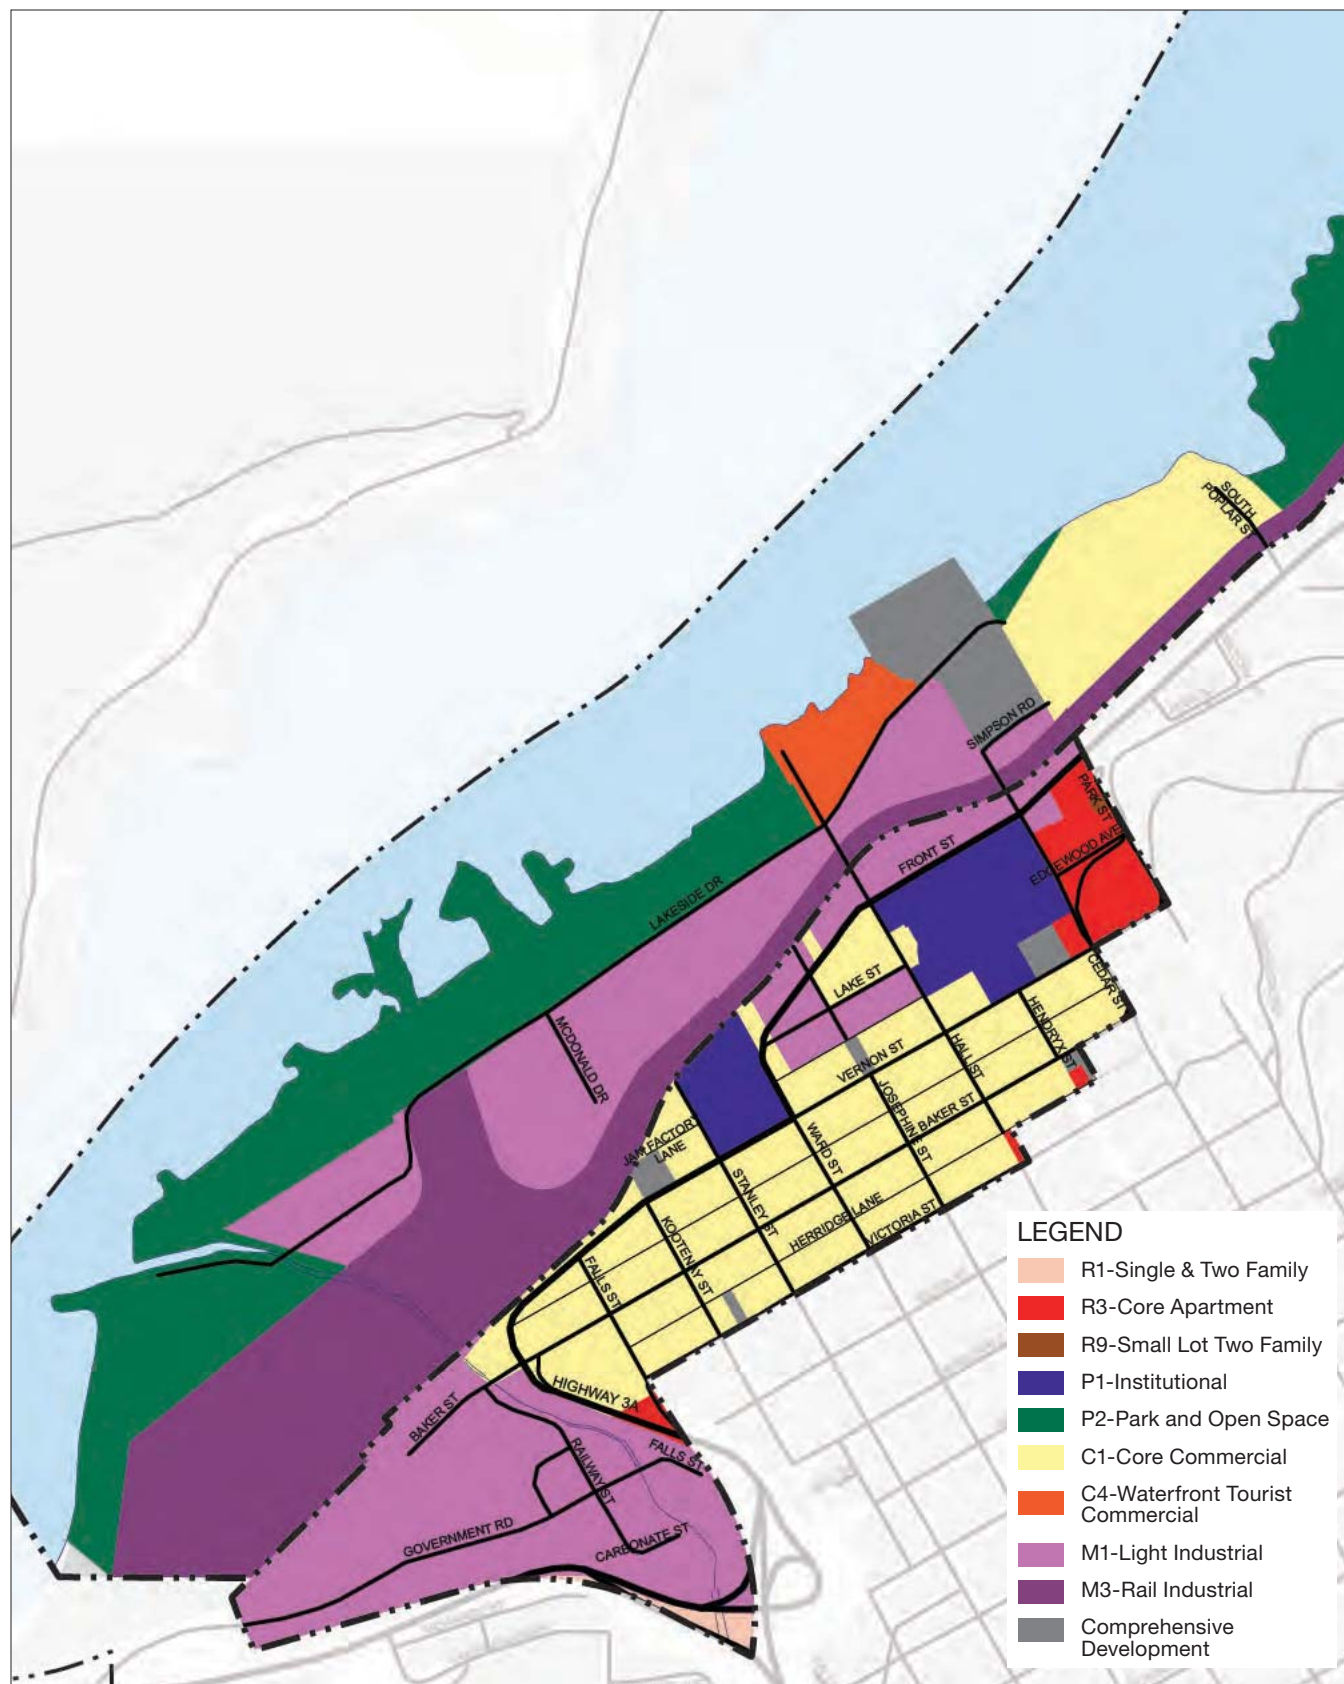 SOUTH
POPLAR ST
SIMPSON RD
PARK ST
FRONT ST
EDGEWOOD AVE
LAKESIDE DR
CEDAR ST
LAKE ST
HENDRYX ST
MCDONALD DR
HALL ST
VERNON ST
JOSEPHINE ST
BAKER ST
JAM FACTORY
LANE
WARD ST
STANLEY ST
HERRIDGE LANE
VICTORIA ST
KOOTENAY ST
FALLS ST
HIGHWAY 3A
BAKER ST
FALLS ST
RAILWAY ST
GOVERNMENT RD
CARBONATE ST
LEGEND
R1-Single & Two Family
R3-Core Apartment
R9-Small Lot Two Family
P1-Institutional
P2-Park and Open Space
C1-Core Commercial
C4-Waterfront Tourist
Commercial
M1-Light Industrial
M3-Rail Industrial
Comprehensive
Development